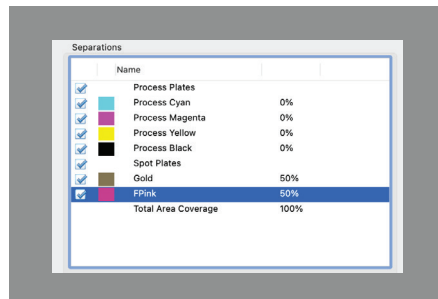 Separations
Name
Process Plates
Process Cyan 0%
Process Magenta 0%
Process Yellow 0%
Process Black 0%
Spot Plates
Gold 50%
FPink 50%
Total Area Coverage 100%